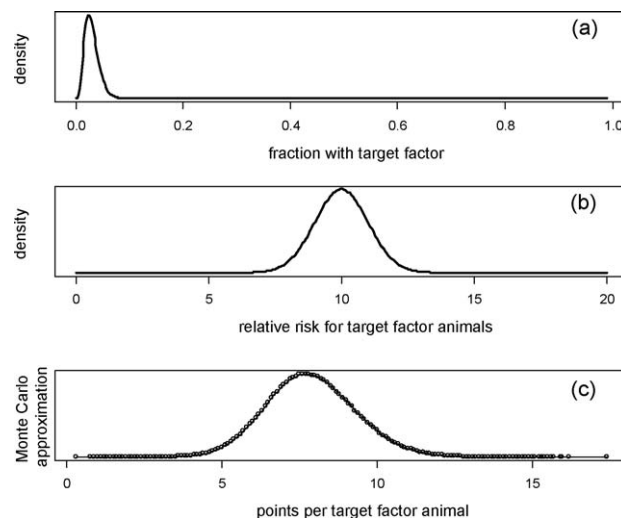 (a)
density
0.0 0.2 0.4 0.6 0.8 1.0
fraction with target factor
(b)
density
0 5 10 15 20
relative risk for target factor animals
(c)
Monte Carlo
approximation
0 5 10 15
points per target factor animal